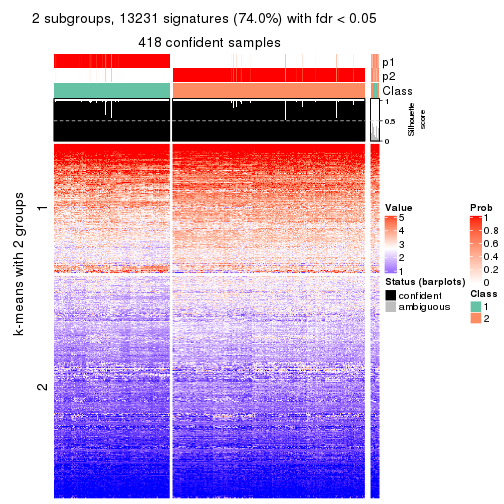 2 subgroups, 13231 signatures (74.0%) with fdr < 0.05
418 confident samples
p1
p2
Class
1
0.5
0
Silhouette
score
k-means with 2 groups
1
2
Value
5
4
3
2
1
Status (barplots)
confident
ambiguous
Prob
1
0.8
0.6
0.4
0.2
0
Class
1
2